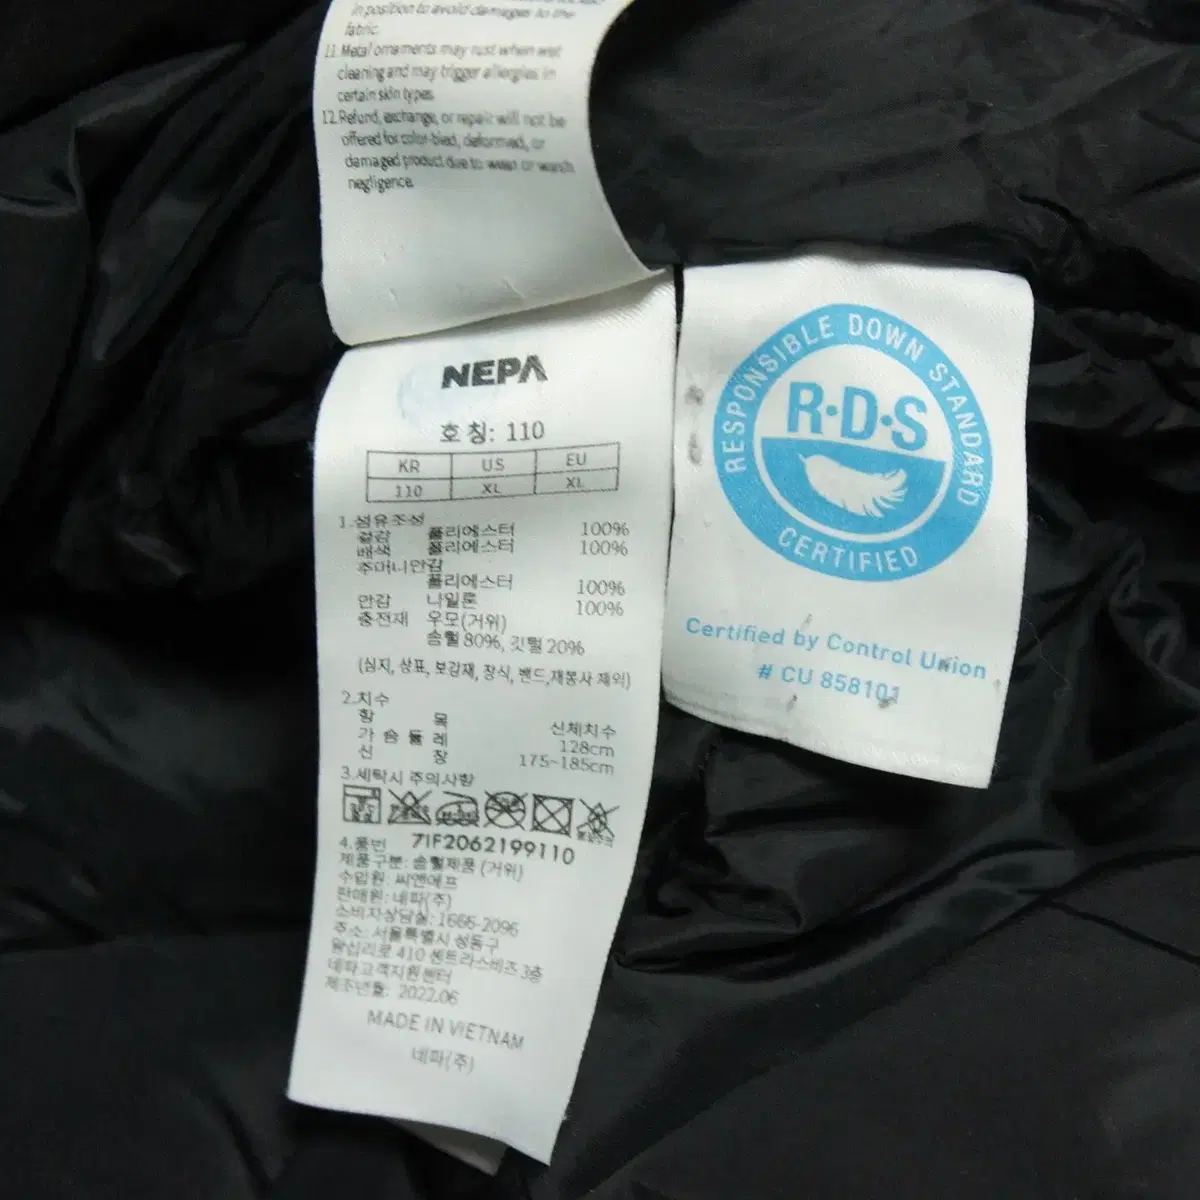 in position to avoid damages to the
fabric.
11.Metal ornaments may rust when wet
cleaning and may trigger allergies in
certain skin types.
12.Refund, exchange, or repair will not be
offered for color-bled, deformed, or
damaged product due to wear or wash
negligence.
NEPA
호 칭: 110
KR US EU
110 XL XL
1.섬유조성
겉감 폴리에스터 100%
배색 폴리에스터 100%
주머니안감
폴리에스터 100%
안감 나일론 100%
충전재 우모(거위)
솜털 80%, 깃털 20%
(심지, 상표, 보강재, 장식, 밴드,재봉사 제외)
2.치수
항 목 신체치수
가 슴 둘 레 128cm
신 장 175~185cm
3.세탁시 주의사항
4.품번 7IF2062199110
제품구분: 솜털제품 (거위)
수입원: 씨앤에프
판매원: 네파(주)
소비자상담실: 1666-2096
주소: 서울특별시 성동구
왕십리로 410 센트라스비즈 3층
네파고객지원센터
제조년월: 2022.06
MADE IN VIETNAM
네파(주)
RESPONSIBLE DOWN STANDARD
R·D·S
CERTIFIED
Certified by Control Union
# CU 858101